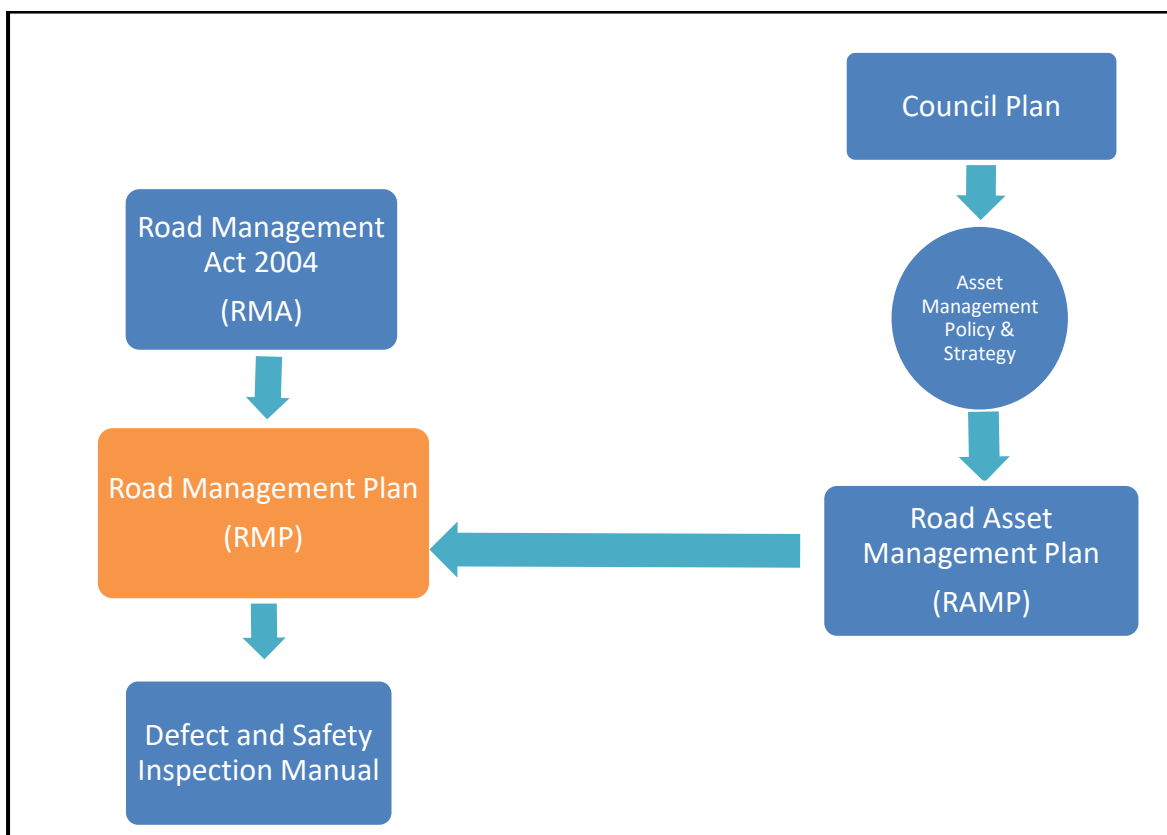 Council Plan
Road Management
Act 2004
(RMA)
Asset
Management
Policy &
Strategy
Road Management Plan
(RMP)
Road Asset
Management Plan
(RAMP)
Defect and Safety
Inspection Manual